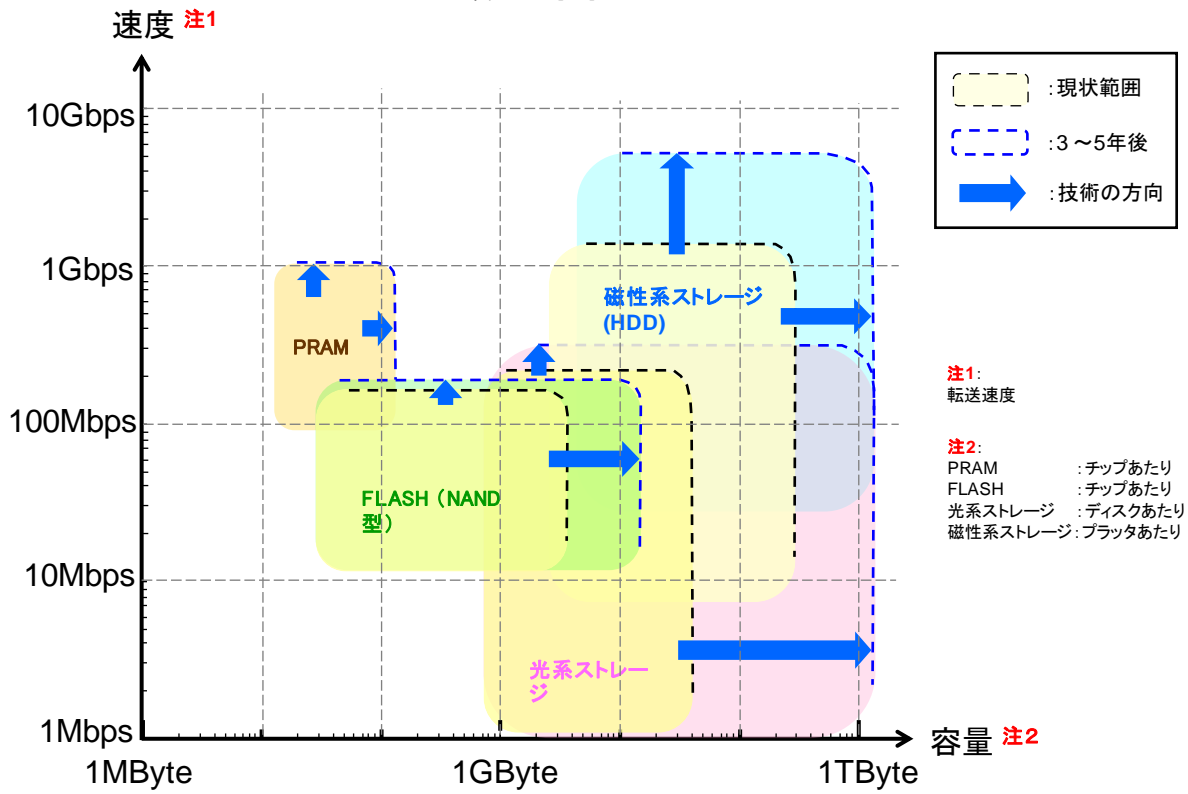 速度 注1
10Gbps
1Gbps
100Mbps
10Mbps
1Mbps
1MByte
1GByte
1TByte
容量 注2
PRAM
FLASH（NAND
型）
磁性系ストレージ
(HDD)
光系ストレー
ジ
：現状範囲
：3～5年後
：技術の方向
注1：
転送速度
注2：
PRAM ：チップあたり
FLASH ：チップあたり
光系ストレージ ：ディスクあたり
磁性系ストレージ：プラッタあたり